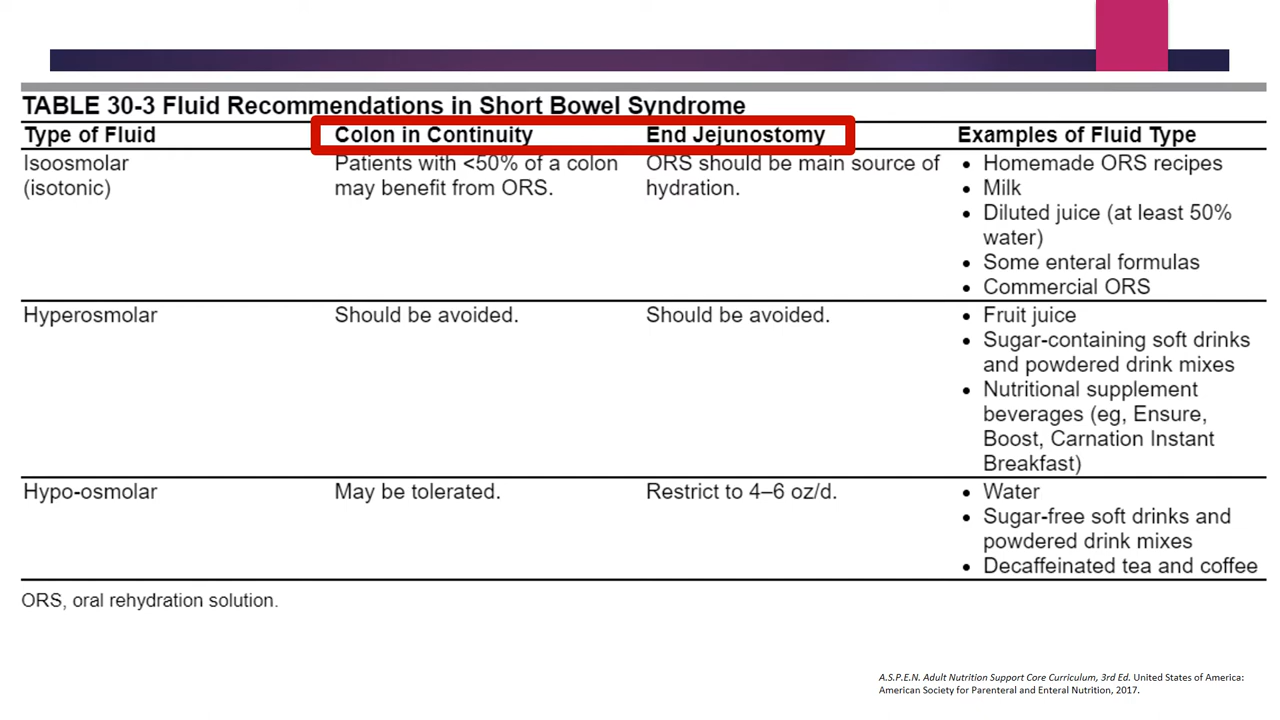 TABLE 30-3 Fluid Recommendations in Short Bowel Syndrome
Type of Fluid
Colon in Continuity
End Jejunostomy
Examples of Fluid Type
Isoosmolar
(isotonic)
Patients with <50% of a colon
may benefit from ORS.
ORS should be main source of
hydration.
• Homemade ORS recipes
• Milk
• Diluted juice (at least 50%
water)
• Some enteral formulas
• Commercial ORS
Hyperosmolar
Should be avoided.
Should be avoided.
• Fruit juice
• Sugar-containing soft drinks
and powdered drink mixes
• Nutritional supplement
beverages (eg, Ensure,
Boost, Carnation Instant
Breakfast)
Hypo-osmolar
May be tolerated.
Restrict to 4–6 oz/d.
• Water
• Sugar-free soft drinks and
powdered drink mixes
• Decaffeinated tea and coffee
ORS, oral rehydration solution.
A.S.P.E.N. Adult Nutrition Support Core Curriculum, 3rd Ed. United States of America:
American Society for Parenteral and Enteral Nutrition, 2017.